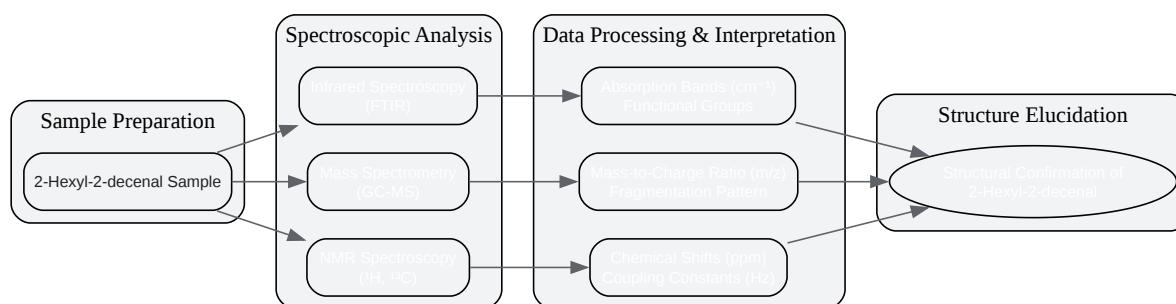 Sample Preparation
2-Hexyl-2-decenal Sample
Spectroscopic Analysis
Infrared Spectroscopy
(FTIR)
Mass Spectrometry
(GC-MS)
NMR Spectroscopy
(¹H, ¹³C)
Data Processing & Interpretation
Absorption Bands (cm⁻¹)
Functional Groups
Mass-to-Charge Ratio (m/z)
Fragmentation Pattern
Chemical Shifts (ppm)
Coupling Constants (Hz)
Structure Elucidation
Structural Confirmation of
2-Hexyl-2-decenal